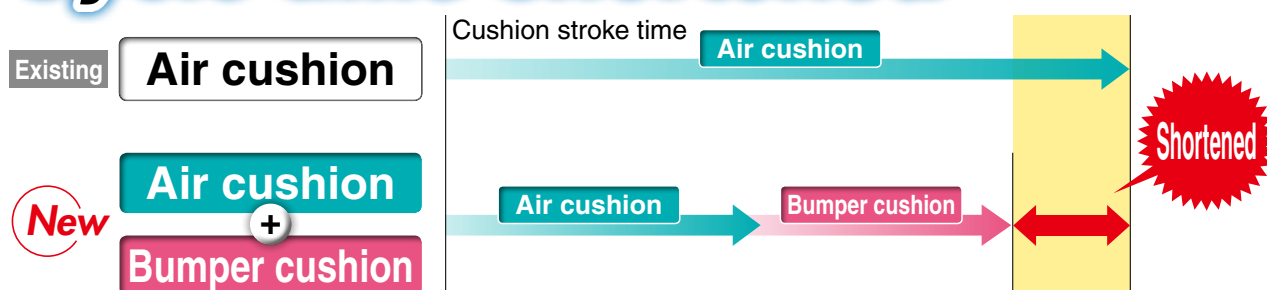 Cushion stroke time
Existing
Air cushion
Air cushion
Shortened
New
Air cushion
+
Bumper cushion
Air cushion
Bumper cushion